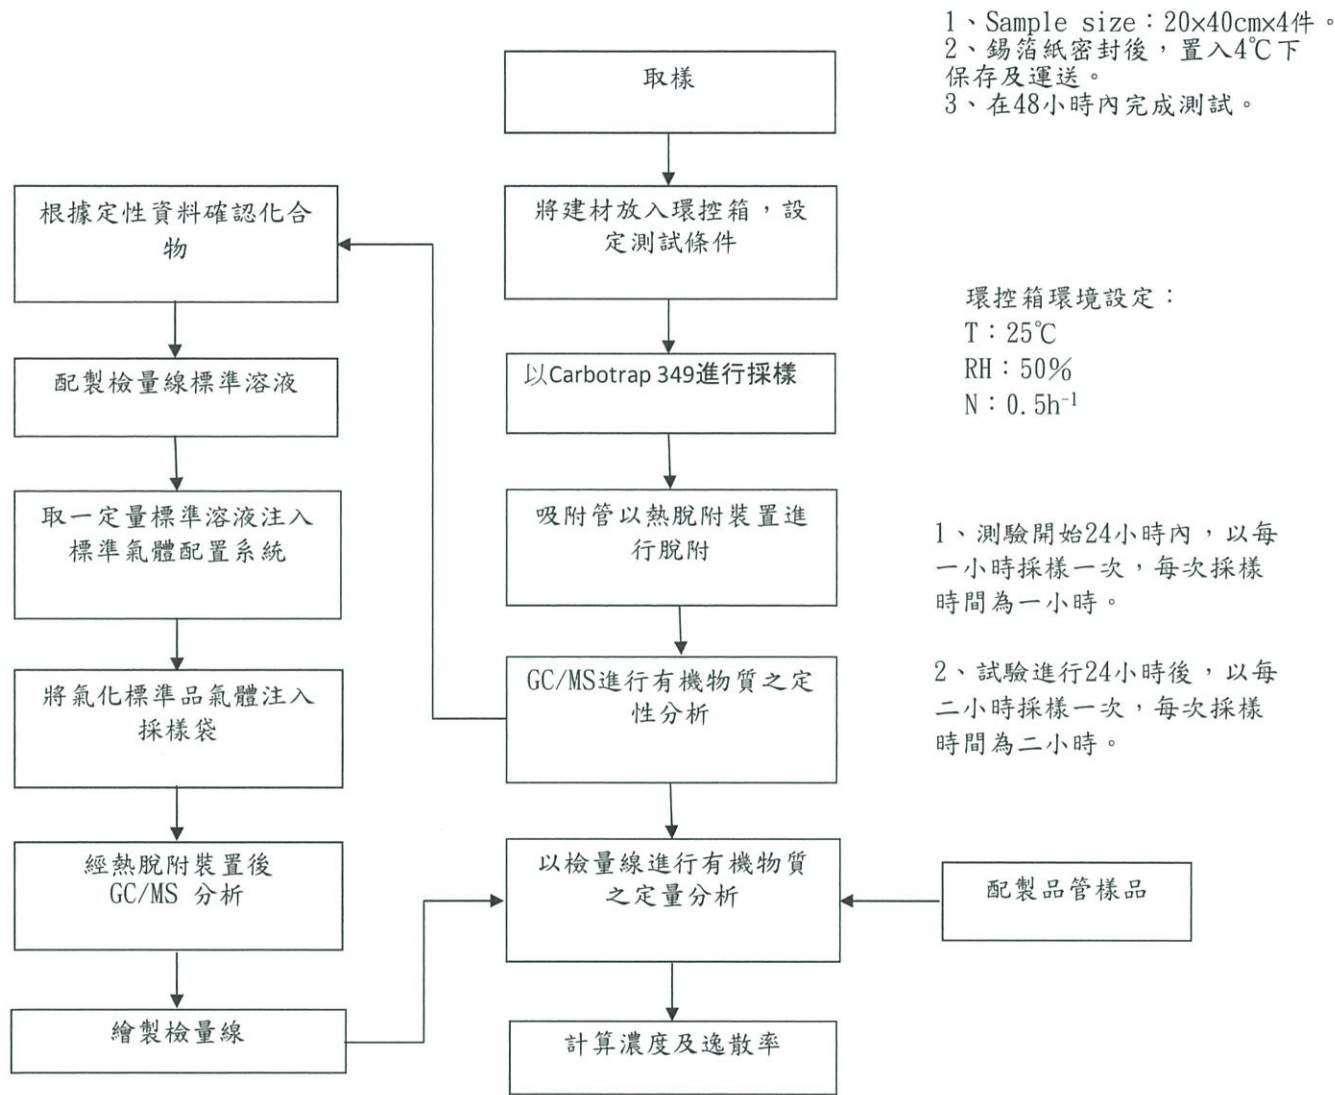 1、Sample size：20×40cm×4件。
2、錫箔紙密封後，置入4℃下
保存及運送。
3、在48小時內完成測試。
取樣
將建材放入環控箱，設
定測試條件
環控箱環境設定：
T：25℃
RH：50%
N：0.5h⁻¹
以Carbotrap 349進行採樣
吸附管以熱脫附裝置進
行脫附
1、測驗開始24小時內，以每
一小時採樣一次，每次採樣
時間為一小時。
2、試驗進行24小時後，以每
二小時採樣一次，每次採樣
時間為二小時。
GC/MS進行有機物質之定
性分析
根據定性資料確認化合
物
配製檢量線標準溶液
取一定量標準溶液注入
標準氣體配置系統
將氣化標準品氣體注入
採樣袋
經熱脫附裝置後
GC/MS 分析
繪製檢量線
以檢量線進行有機物質
之定量分析
配製品管樣品
計算濃度及逸散率